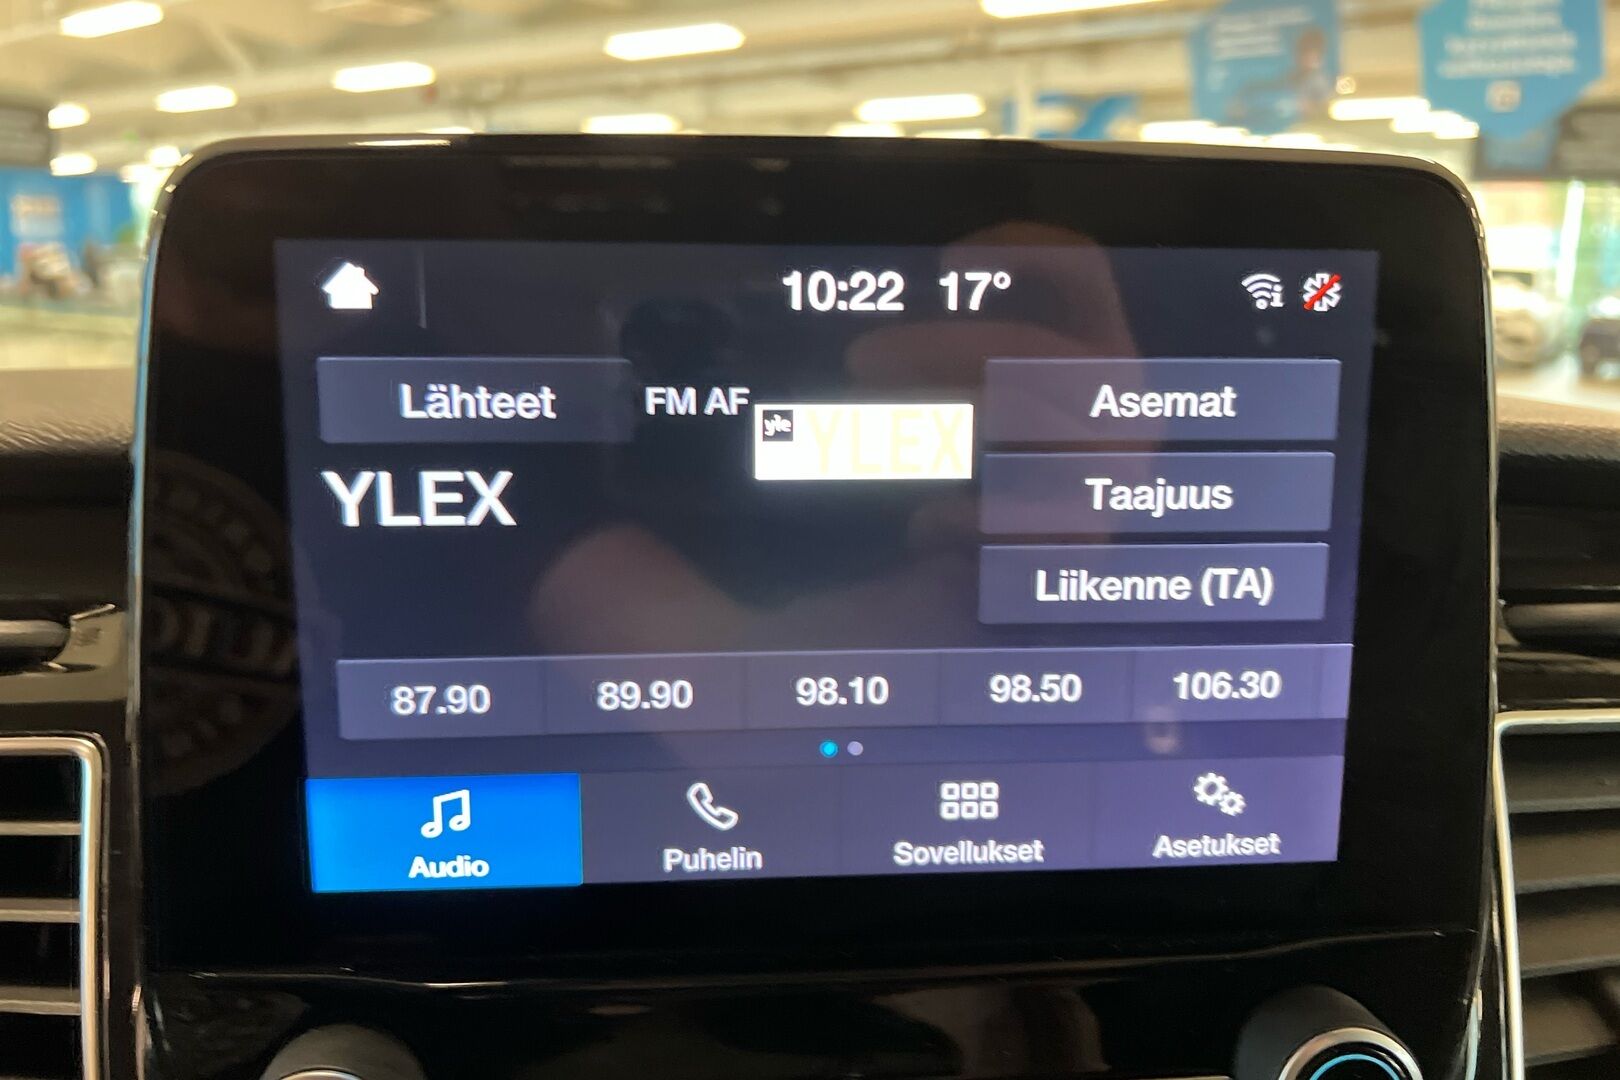 10:22 17°
Lähteet
FM AF
yle YLEX
Asemat
YLEX
Taajuus
Liikenne (TA)
87.90 89.90 98.10 98.50 106.30
Audio Puhelin Sovellukset Asetukset